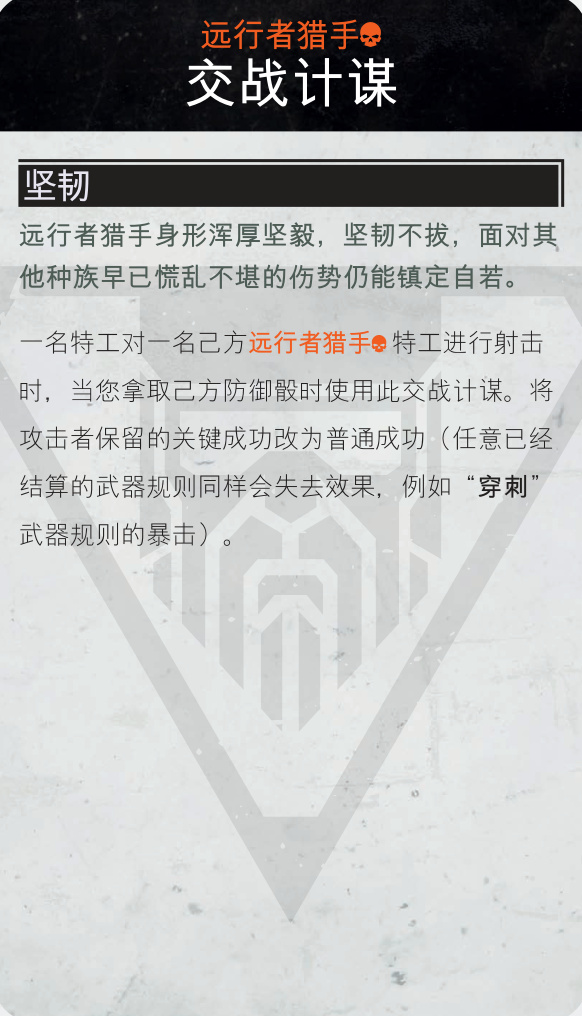 远行者猎手
交战计谋
坚韧
远行者猎手身形浑厚坚毅，坚韧不拔，面对其
他种族早已慌乱不堪的伤势仍能镇定自若。
一名特工对一名己方远行者猎手特工进行射击
时，当您拿取己方防御骰时使用此交战计谋。将
攻击者保留的关键成功改为普通成功（任意已经
结算的武器规则同样会失去效果，例如“穿刺”
武器规则的暴击）。